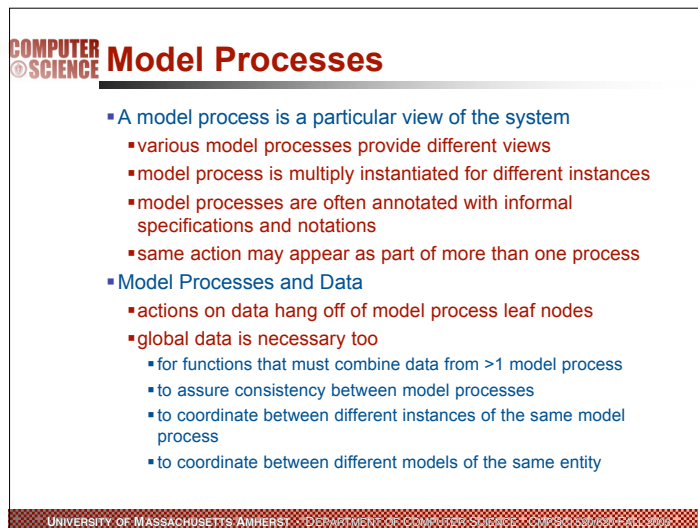 COMPUTER
SCIENCE
Model Processes
▪A model process is a particular view of the system
▪various model processes provide different views
▪model process is multiply instantiated for different instances
▪model processes are often annotated with informal
specifications and notations
▪same action may appear as part of more than one process
▪Model Processes and Data
▪actions on data hang off of model process leaf nodes
▪global data is necessary too
▪for functions that must combine data from >1 model process
▪to assure consistency between model processes
▪to coordinate between different instances of the same model
process
▪to coordinate between different models of the same entity
UNIVERSITY OF MASSACHUSETTS AMHERST • DEPARTMENT OF COMPUTER SCIENCE • CMPSCI 520/620 FALL